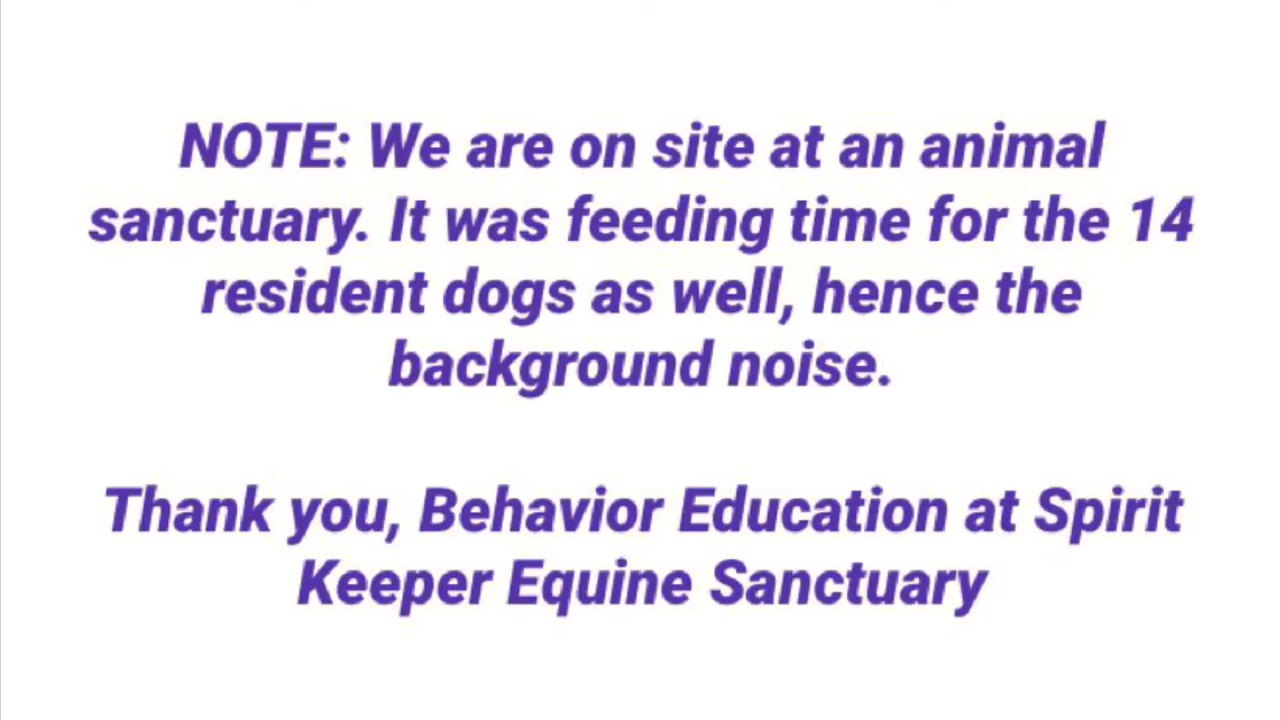 NOTE: We are on site at an animal
sanctuary. It was feeding time for the 14
resident dogs as well, hence the
background noise.
Thank you, Behavior Education at Spirit
Keeper Equine Sanctuary